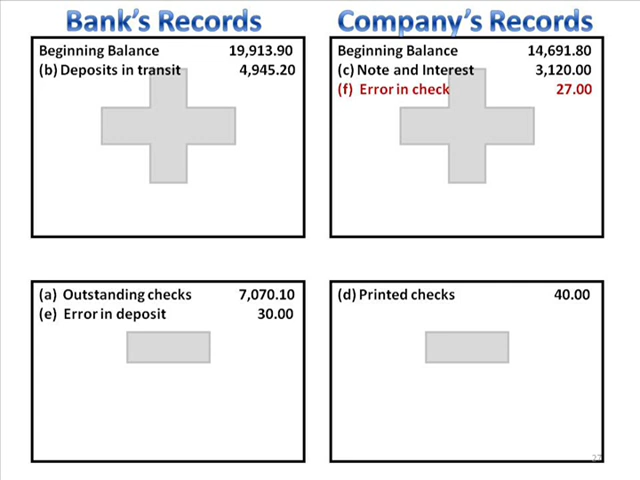 Bank's Records
Beginning Balance 19,913.90
(b) Deposits in transit 4,945.20
Company's Records
Beginning Balance 14,691.80
(c) Note and Interest 3,120.00
(f) Error in check 27.00
(a) Outstanding checks 7,070.10
(e) Error in deposit 30.00
(d) Printed checks 40.00